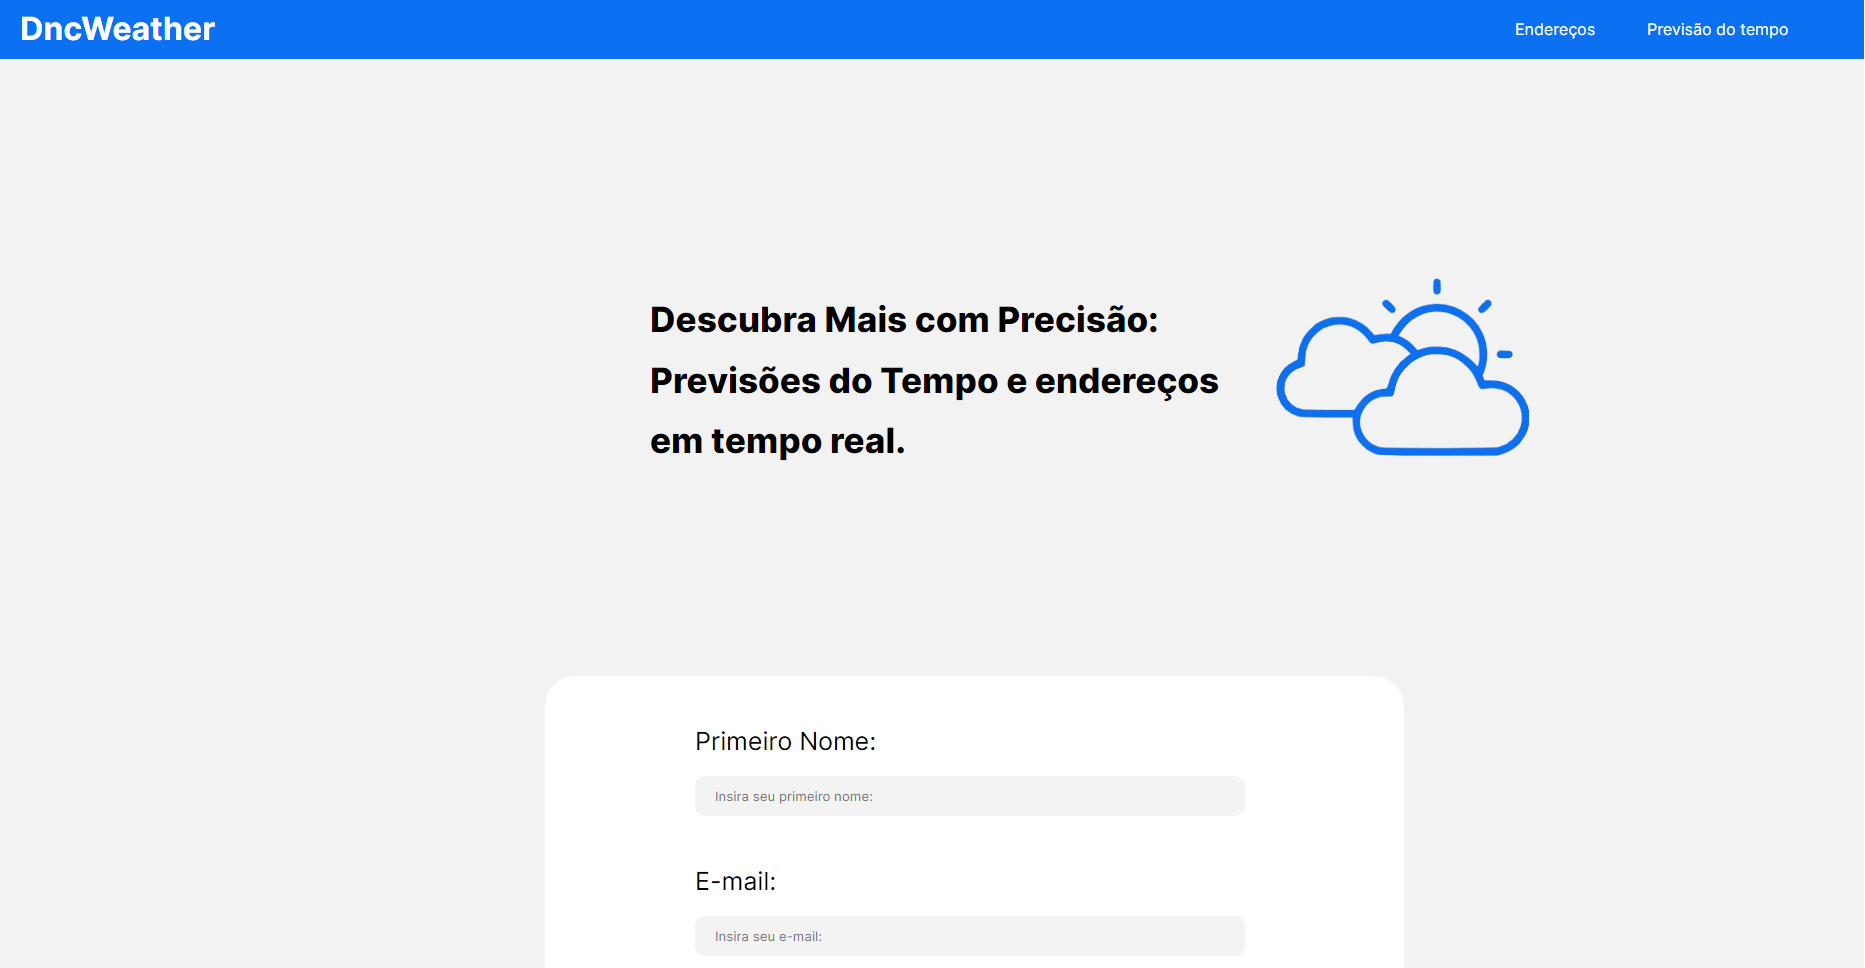 DncWeather
Endereços
Previsão do tempo
Descubra Mais com Precisão:
Previsões do Tempo e endereços
em tempo real.
Primeiro Nome:
Insira seu primeiro nome:
E-mail:
Insira seu e-mail: